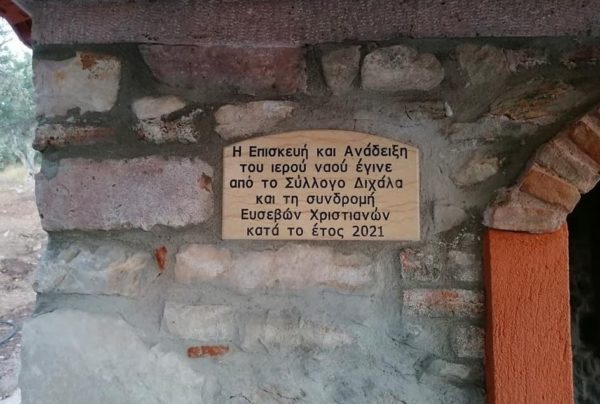 Η Επισκευή και Ανάδειξη
του ιερού ναού έγινε
από το Σύλλογο Διχάλα
και τη συνδρομή
Ευσεβών Χριστιανών
κατά το έτος 2021